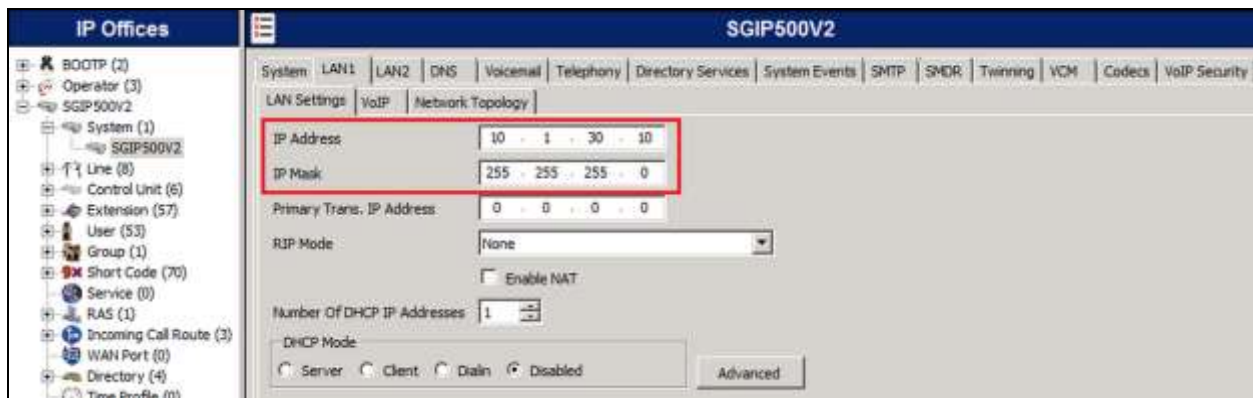 IP Offices
SGIP500V2
BOOTP (2)
Operator (3)
SGIP500V2
System (1)
SGIP500V2
Line (8)
Control Unit (6)
Extension (57)
User (53)
Group (1)
Short Code (70)
Service (0)
RAS (1)
Incoming Call Route (3)
WAN Port (0)
Directory (4)
Time Profile (0)
System LAN1 LAN2 DNS Voicemail Telephony Directory Services System Events SMTP SMDR Twinning VCM Codecs VoIP Security
LAN Settings VoIP Network Topology
IP Address 10 . 1 . 30 . 10
IP Mask 255 . 255 . 255 . 0
Primary Trans. IP Address 0 . 0 . 0 . 0
RIP Mode None
Enable NAT
Number Of DHCP IP Addresses 1
DHCP Mode
Server Client Dialin Disabled
Advanced